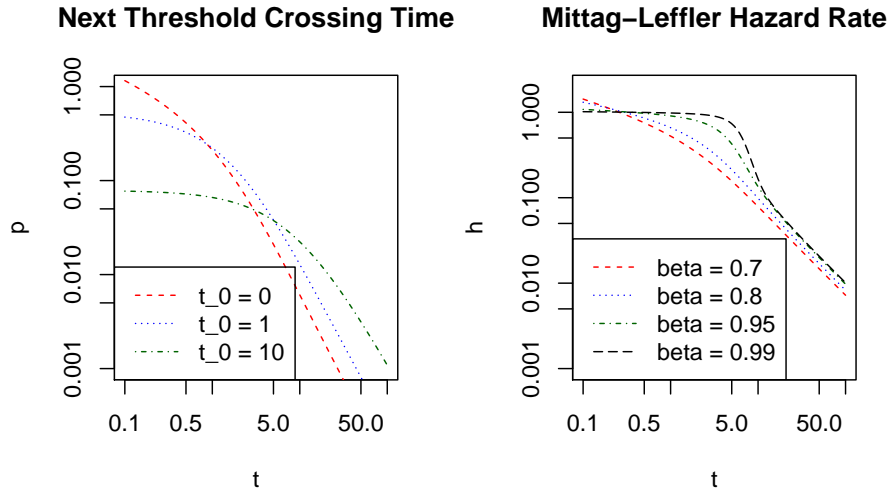 Next Threshold Crossing Time
p
1.000
0.100
0.010
0.001
t_0 = 0
t_0 = 1
t_0 = 10
0.1
0.5
5.0
50.0
t
Mittag−Leffler Hazard Rate
h
1.000
0.100
0.010
0.001
beta = 0.7
beta = 0.8
beta = 0.95
beta = 0.99
0.1
0.5
5.0
50.0
t